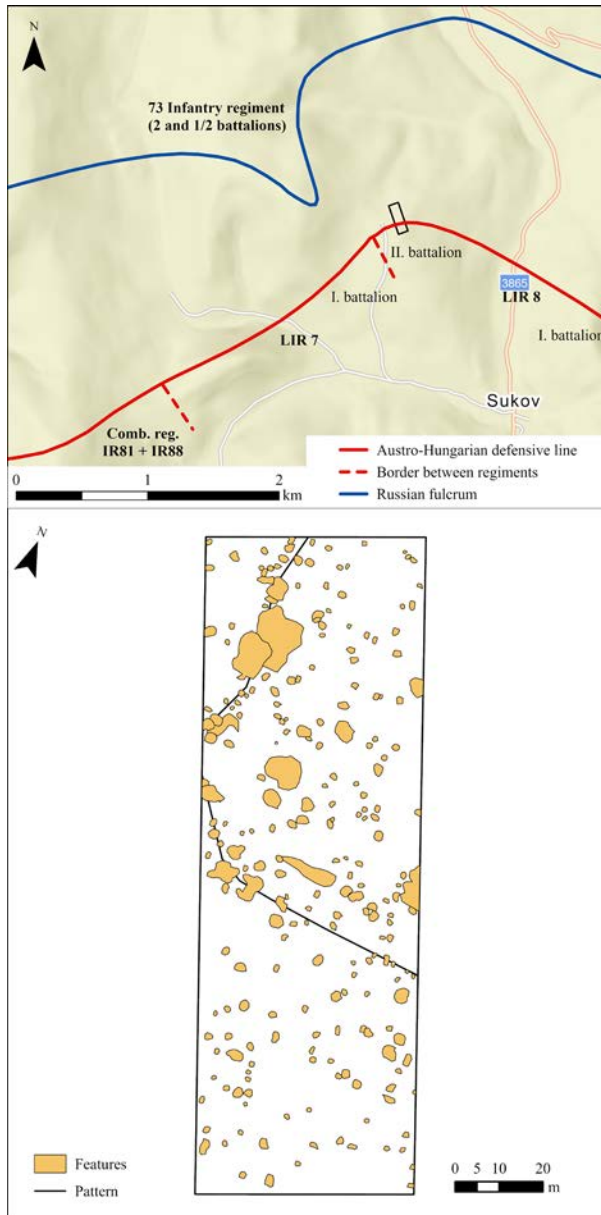 N
73 Infantry regiment
(2 and 1/2 battalions)
II. battalion
I. battalion
3865
LIR 8
LIR 7
I. battalion
Sukov
Comb. reg.
IR81 + IR88
Austro-Hungarian defensive line
Border between regiments
Russian fulcrum
0 1 2
km
N
Features
Pattern
0 5 10 20
m